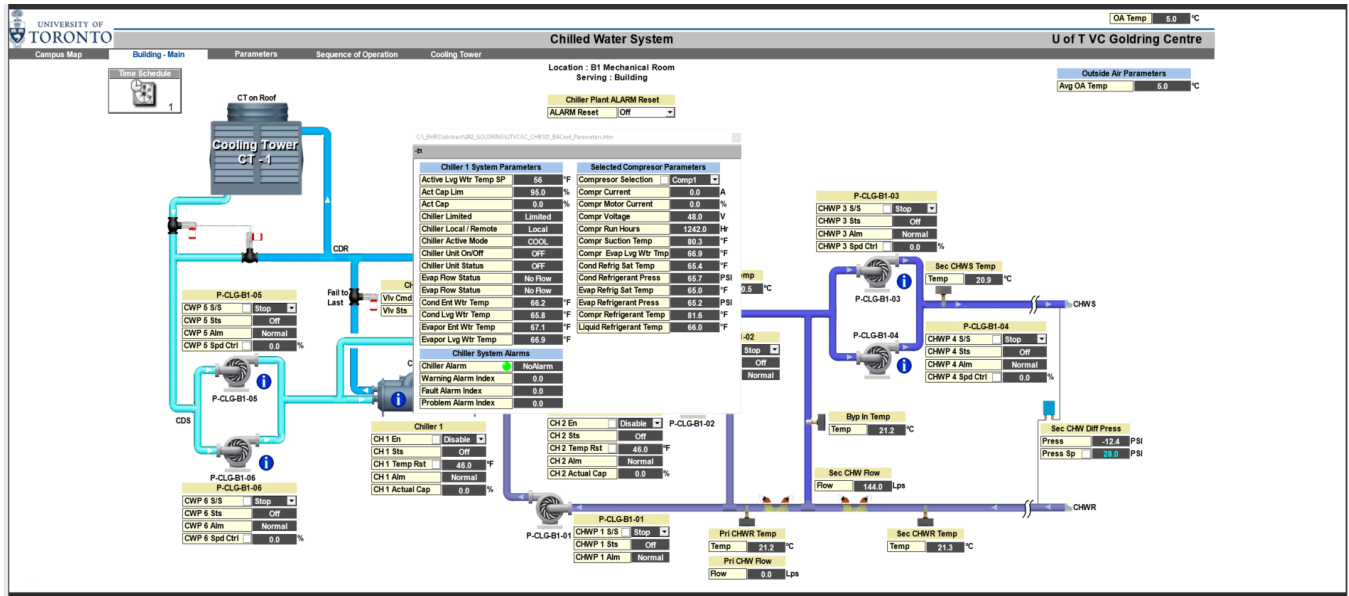 UNIVERSITY OF
TORONTO
OA Temp 5.0 °C
Chilled Water System
U of T VC Goldring Centre
Campus Map Building - Main Parameters Sequence of Operation Cooling Tower
Time Schedule
1
Location : B1 Mechanical Room
Serving : Building
Chiller Plant ALARM Reset
ALARM Reset Off
Outside Air Parameters
Avg OA Temp 5.0 °C
CT on Roof
Cooling Tower
CT - 1
CDR
Fail to
Last
Vlv Cmd
Vlv Sts
CDS
P-CLG-B1-05
CWP 5 S/S Stop
CWP 5 Sts Off
CWP 5 Alm Normal
CWP 5 Spd Ctrl 0.0 %
P-CLG-B1-05
P-CLG-B1-06
P-CLG-B1-06
CWP 6 S/S Stop
CWP 6 Sts Off
CWP 6 Alm Normal
CWP 6 Spd Ctrl 0.0 %
Chiller 1 System Parameters
Active Lvg Wtr Temp SP 56 °F
Act Cap Lim 95.0 %
Act Cap 0.0 %
Chiller Limited Limited
Chiller Local / Remote Local
Chiller Active Mode COOL
Chiller Unit On/Off OFF
Chiller Unit Status OFF
Evap Flow Status No Flow
Evap Flow Status No Flow
Cond Ent Wtr Temp 66.2 °F
Cond Lvg Wtr Temp 65.8 °F
Evapor Ent Wtr Temp 67.1 °F
Evapor Lvg Wtr Temp 66.9 °F
Chiller System Alarms
Chiller Alarm NoAlarm
Warning Alarm Index 0.0
Fault Alarm Index 0.0
Problem Alarm Index 0.0
Selected Compresor Parameters
Compresor Selection Comp1
Compr Current 0.0 A
Compr Motor Current 0.0 %
Compr Voltage 48.0 V
Compr Run Hours 1242.0 Hr
Compr Suction Temp 80.3 °F
Compr Evap Lvg Wtr Tmp 66.9 °F
Cond Refrig Sat Temp 65.4 °F
Cond Refrigerant Press 65.7 PSI
Evap Refrig Sat Temp 65.0 °F
Evap Refrigerant Press 65.2 PSI
Compr Refrigerant Temp 81.6 °F
Liquid Refrigerant Temp 66.0 °F
Chiller 1
CH 1 En Disable
CH 1 Sts Off
CH 1 Temp Rst 46.0 °F
CH 1 Alm Normal
CH 1 Actual Cap 0.0 %
CH 2 En Disable
CH 2 Sts Off
CH 2 Temp Rst 46.0 °F
CH 2 Alm Normal
CH 2 Actual Cap 0.0 %
-02
Stop
Off
Normal
P-CLG-B1-02
P-CLG-B1-01
P-CLG-B1-01
CHWP 1 S/S Stop
CHWP 1 Sts Off
CHWP 1 Alm Normal
P-CLG-B1-03
CHWP 3 S/S Stop
CHWP 3 Sts Off
CHWP 3 Alm Normal
CHWP 3 Spd Ctrl 0.0 %
P-CLG-B1-03
P-CLG-B1-04
Sec CHWS Temp
Temp 20.9 °C
CHWS
P-CLG-B1-04
CHWP 4 S/S Stop
CHWP 4 Sts Off
CHWP 4 Alm Normal
CHWP 4 Spd Ctrl 0.0 %
Byp In Temp
Temp 21.2 °C
Sec CHW Diff Press
Press -12.4 PSI
Press Sp 28.0 PSI
Sec CHW Flow
Flow 144.0 Lps
CHWR
Pri CHWR Temp
Temp 21.2 °C
Pri CHW Flow
Flow 0.0 Lps
Sec CHWR Temp
Temp 21.3 °C